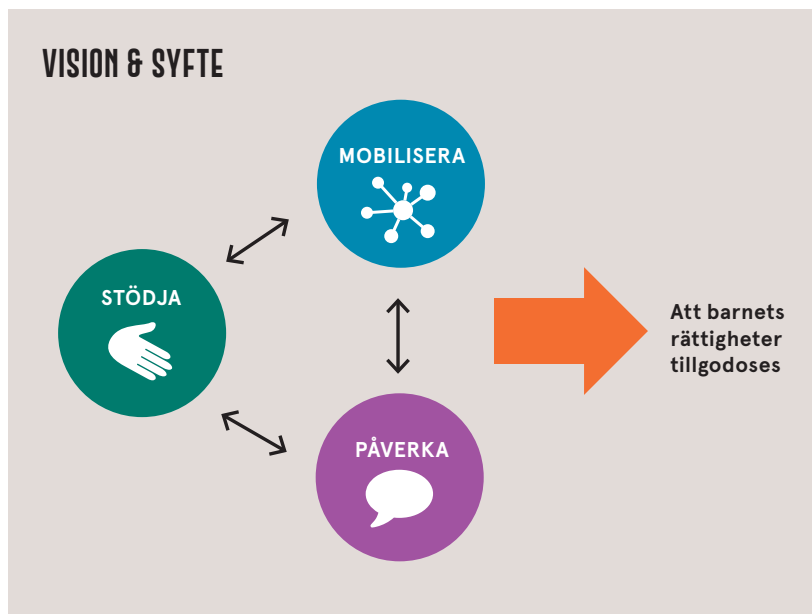 VISION & SYFTE
MOBILISERA
STÖDJA
PÅVERKA
Att barnets
rättigheter
tillgodoses